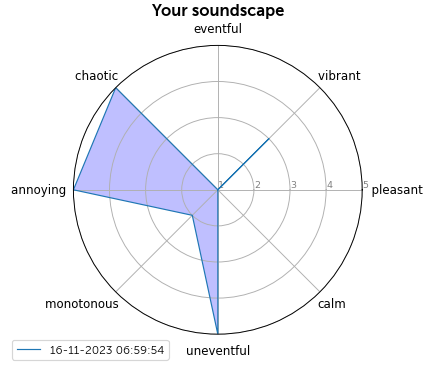 Your soundscape
eventful
chaotic
vibrant
annoying
1 2 3 4 5
pleasant
monotonous
calm
uneventful
16-11-2023 06:59:54